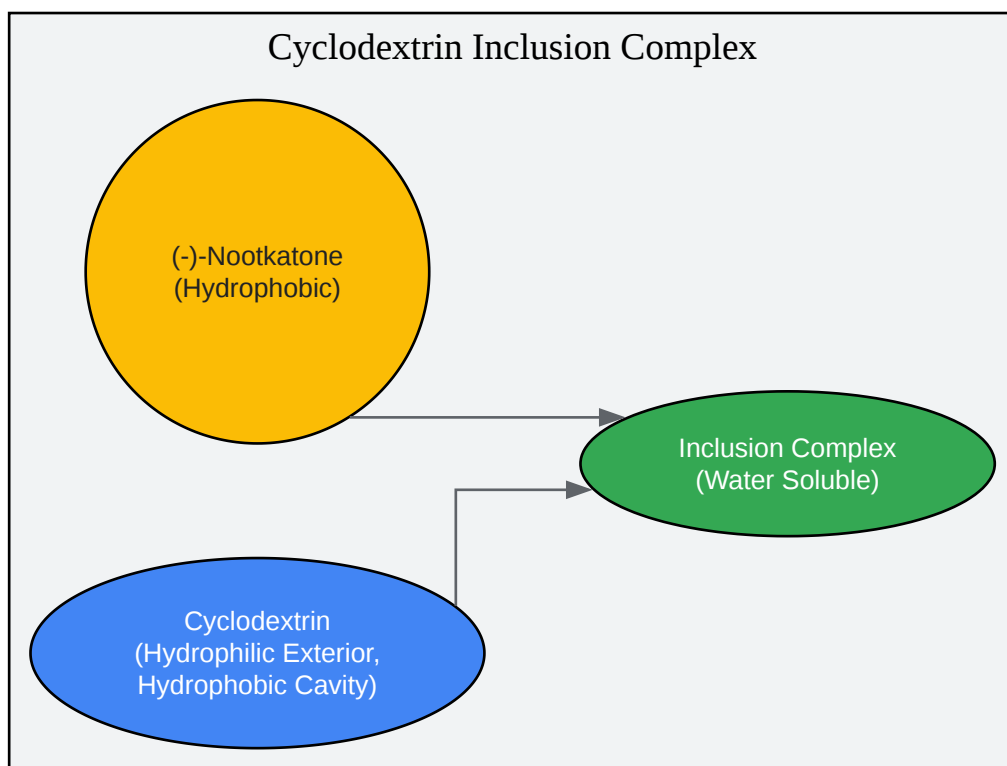 Cyclodextrin Inclusion Complex
(-)-Nootkatone
(Hydrophobic)
Inclusion Complex
(Water Soluble)
Cyclodextrin
(Hydrophilic Exterior,
Hydrophobic Cavity)